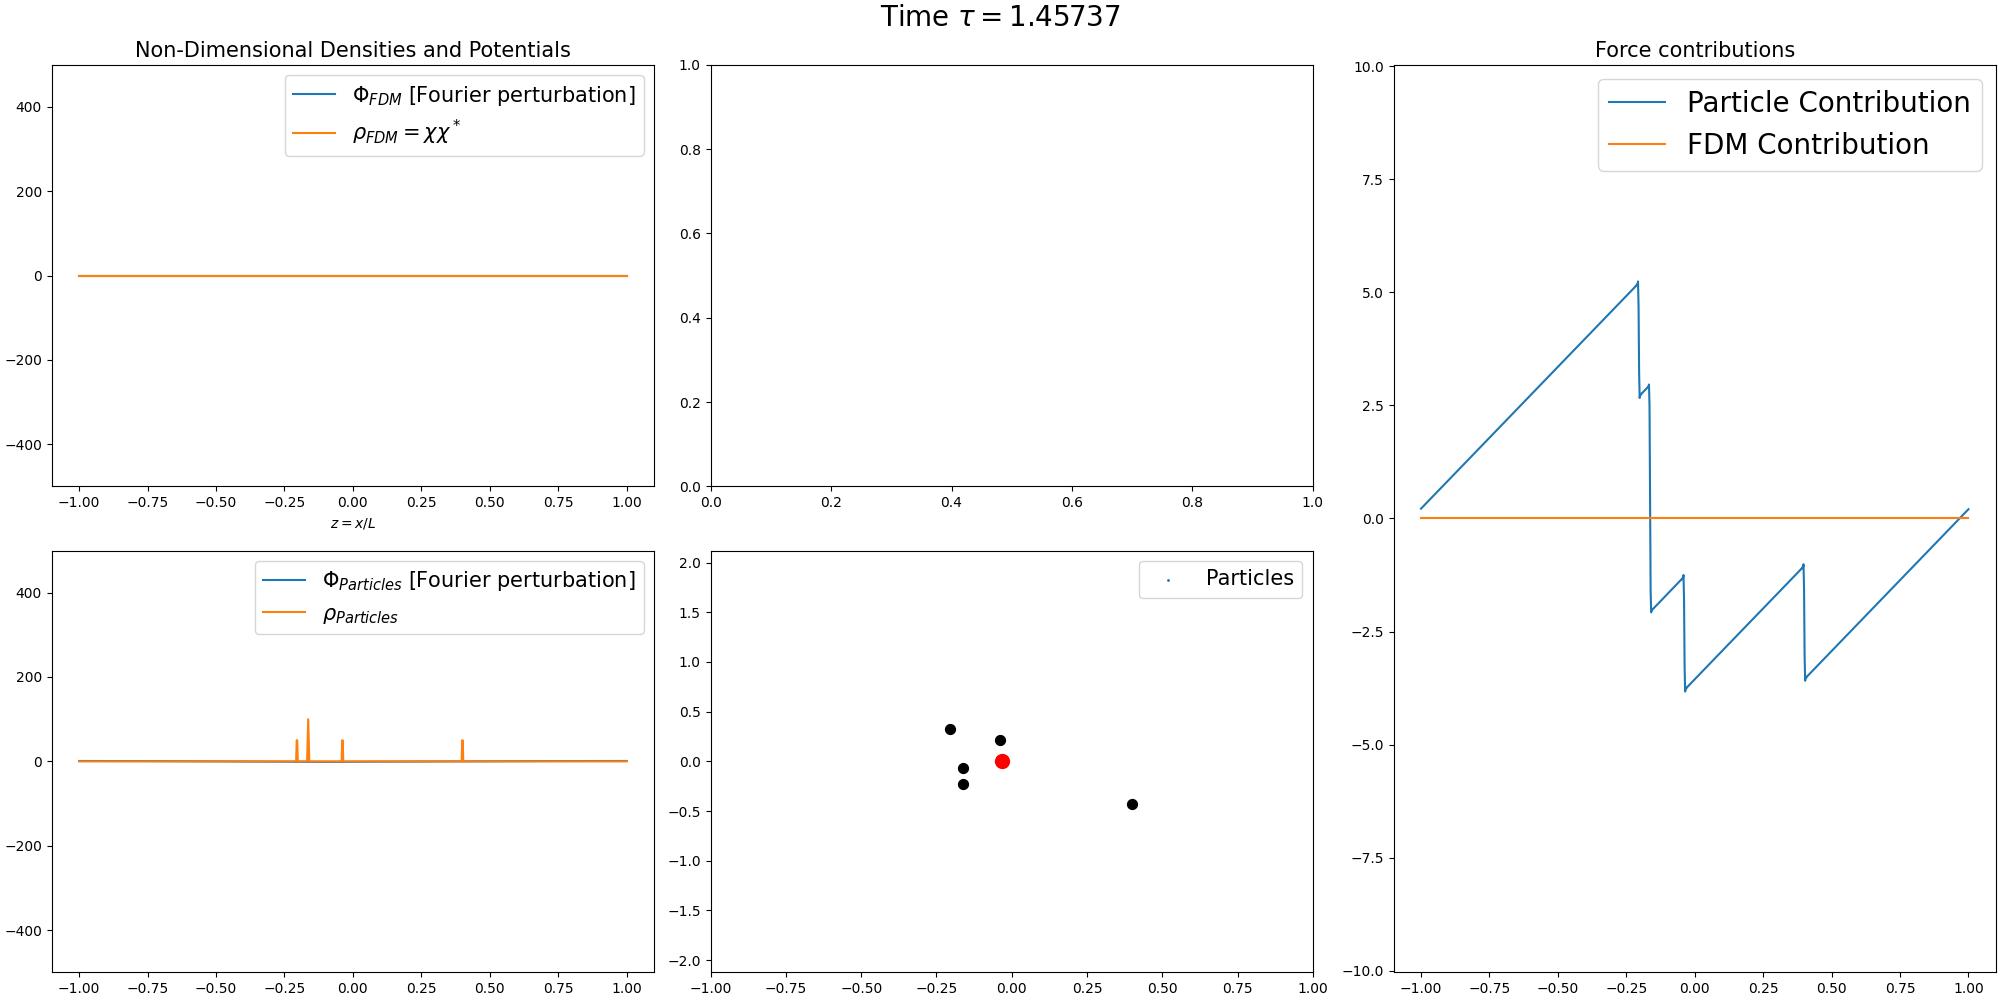 Time τ = 1.45737
Non-Dimensional Densities and Potentials
Φ_FDM [Fourier perturbation]
ρ_FDM = χχ*
400
200
0
−200
−400
−1.00 −0.75 −0.50 −0.25 0.00 0.25 0.50 0.75 1.00
z = x/L
1.0
0.8
0.6
0.4
0.2
0.0
0.0 0.2 0.4 0.6 0.8 1.0
Force contributions
Particle Contribution
FDM Contribution
10.0
7.5
5.0
2.5
0.0
−2.5
−5.0
−7.5
−10.0
−1.00 −0.75 −0.50 −0.25 0.00 0.25 0.50 0.75 1.00
Φ_Particles [Fourier perturbation]
ρ_Particles
400
200
0
−200
−400
−1.00 −0.75 −0.50 −0.25 0.00 0.25 0.50 0.75 1.00
Particles
2.0
1.5
1.0
0.5
0.0
−0.5
−1.0
−1.5
−2.0
−1.00 −0.75 −0.50 −0.25 0.00 0.25 0.50 0.75 1.00